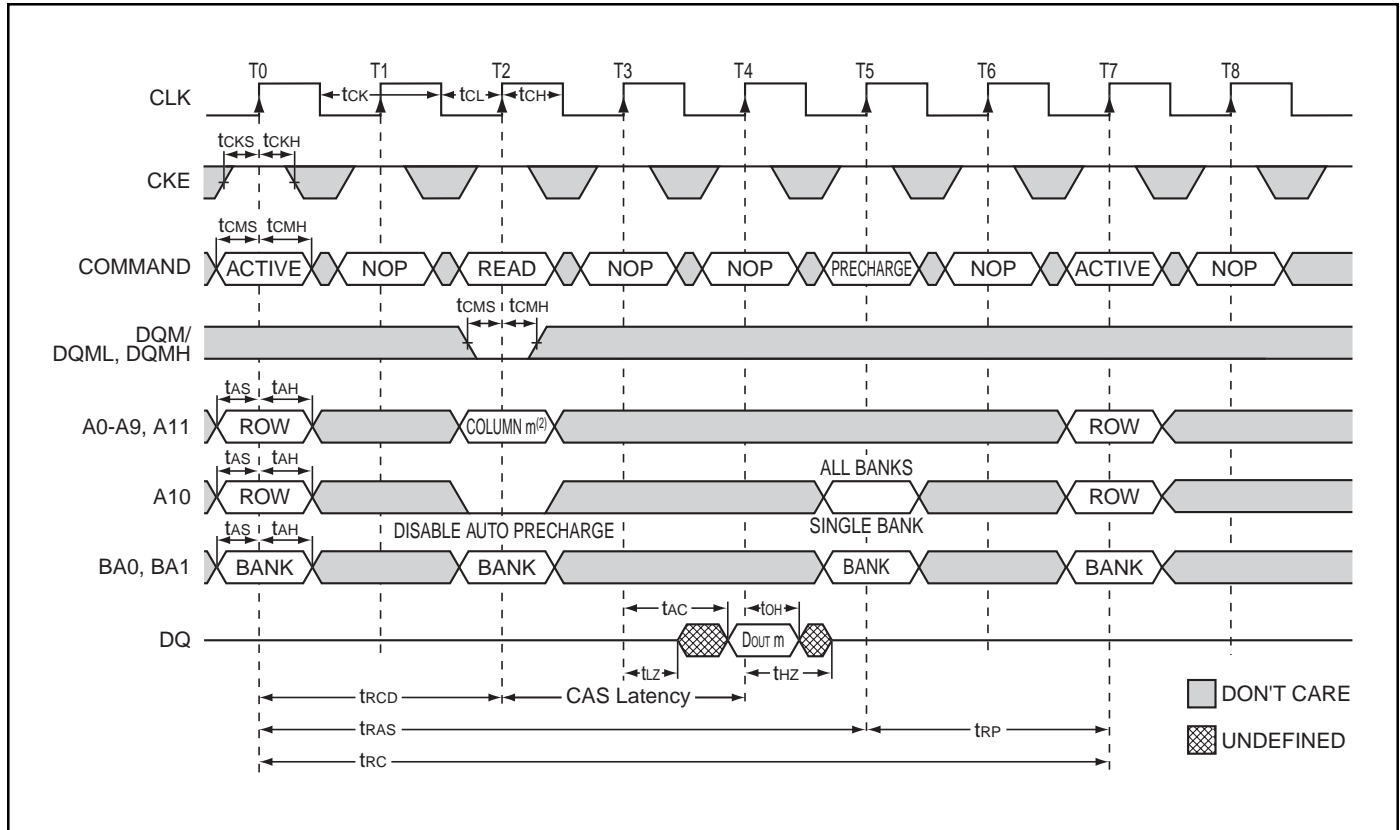 T0 T1 T2 T3 T4 T5 T6 T7 T8
CLK tCK tCL tCH
tCKS tCKH
CKE
tCMS tCMH
COMMAND ACTIVE NOP READ NOP NOP PRECHARGE NOP ACTIVE NOP
tCMS tCMH
DQM/
DQML, DQMH
tAS tAH
A0-A9, A11 ROW COLUMN m(2) ROW
tAS tAH ALL BANKS
A10 ROW ROW
tAS tAH DISABLE AUTO PRECHARGE SINGLE BANK
BA0, BA1 BANK BANK BANK BANK
tAC tOH
DQ DOUT m
tLZ tHZ
tRCD CAS Latency DON'T CARE
tRAS tRP
UNDEFINED
tRC